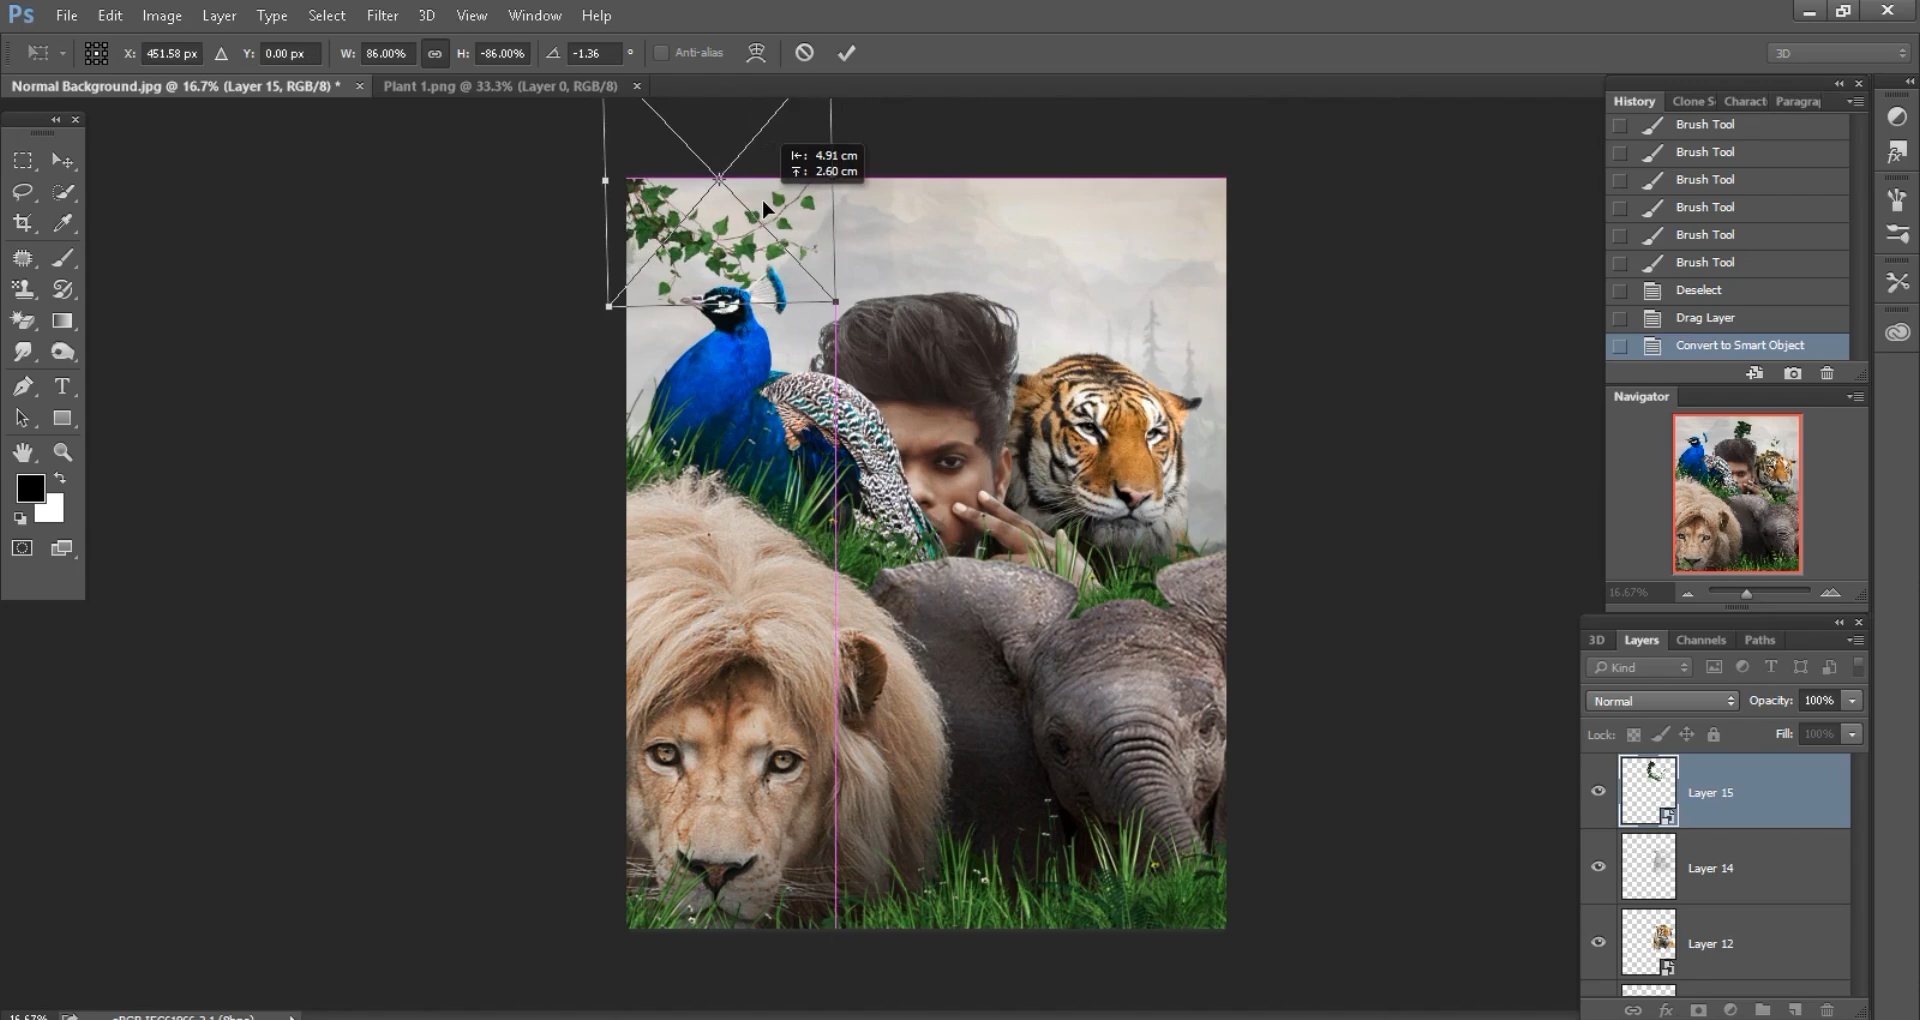 Ps File Edit Image Layer Type Select Filter 3D View Window Help
X: 451.58 px Y: 0.00 px W: 86.00% H: -86.00% -1.36 ° Anti-alias 3D
Normal Background.jpg @ 16.7% (Layer 15, RGB/8) * × Plant 1.png @ 33.3% (Layer 0, RGB/8) ×
History Clone S Charact Paragra
Brush Tool
Brush Tool
Brush Tool
Brush Tool
Brush Tool
Brush Tool
Deselect
Drag Layer
Convert to Smart Object
4.91 cm
2.60 cm
Navigator
16.67%
3D Layers Channels Paths
Kind
Normal Opacity: 100%
Lock: Fill: 100%
Layer 15
Layer 14
Layer 12
16.67%